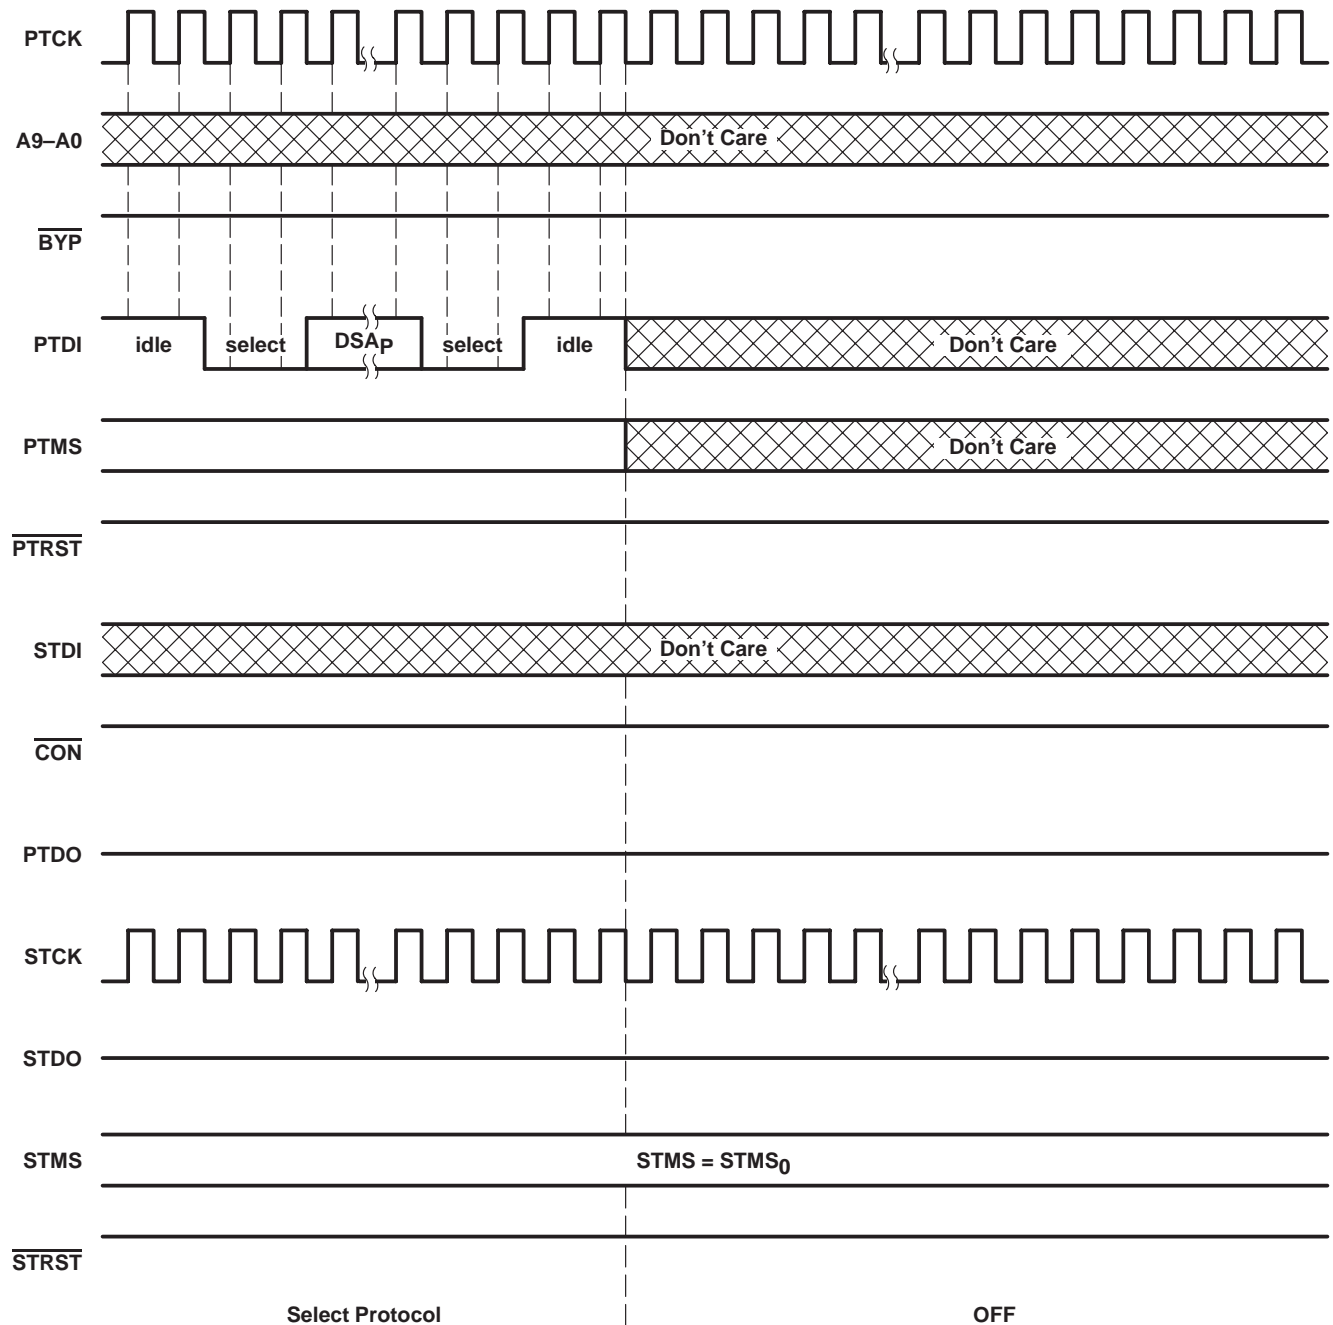 PTCK
A9–A0
Don't Care
BYP
PTDI
idle
select
DSAP
select
idle
Don't Care
PTMS
Don't Care
PTRST
STDI
Don't Care
CON
PTDO
STCK
STDO
STMS
STMS = STMS0
STRST
Select Protocol
OFF